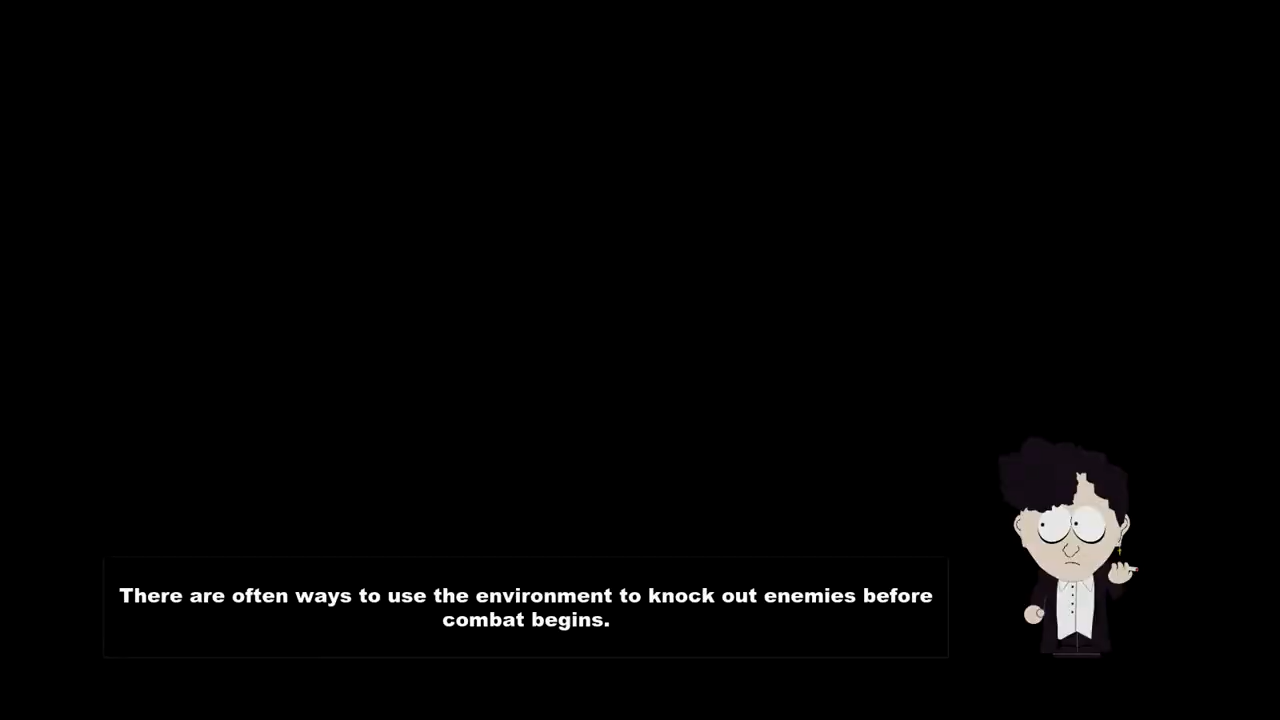 There are often ways to use the environment to knock out enemies before
combat begins.